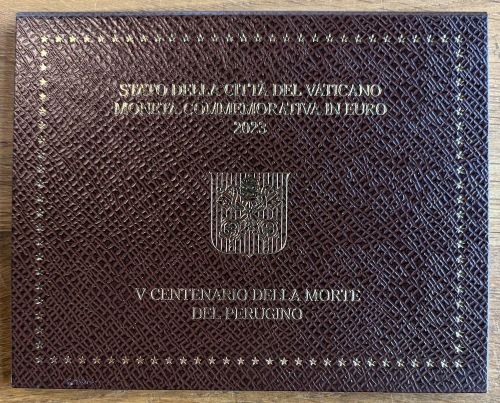 STATO DELLA CITTÀ DEL VATICANO
MONETA COMMEMORATIVA IN EURO
2023
V CENTENARIO DELLA MORTE
DEL PERUGINO